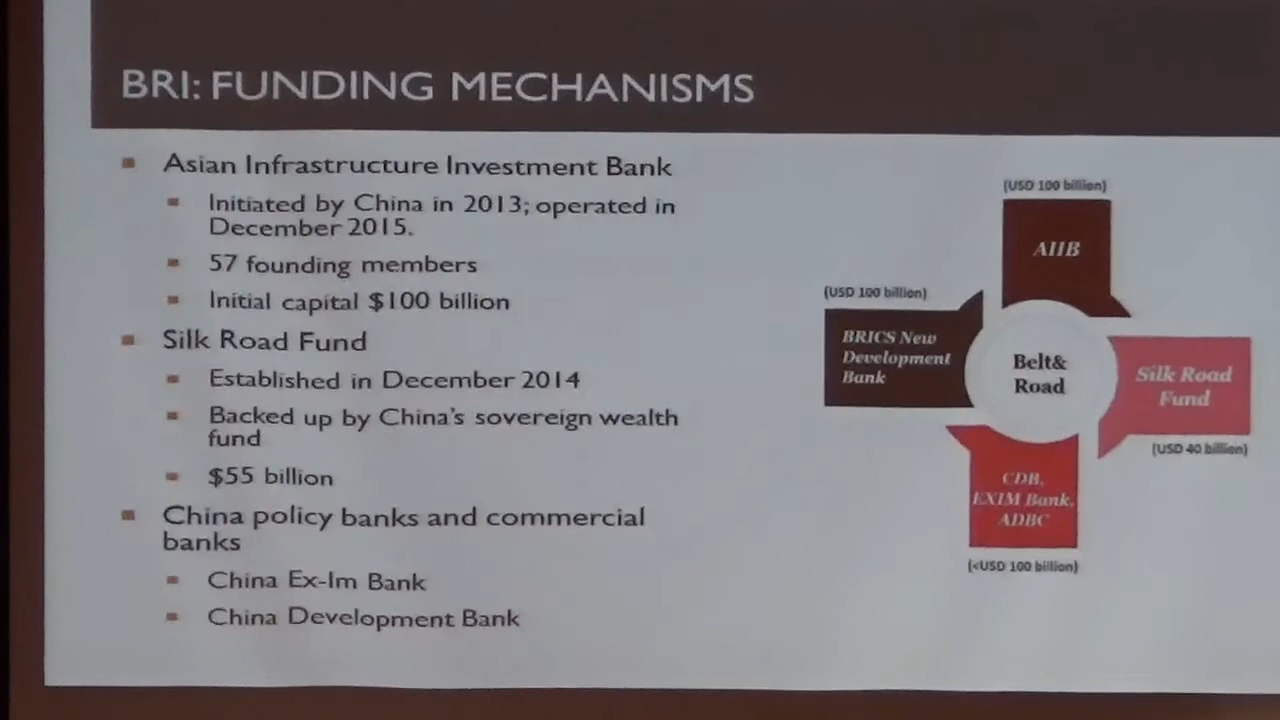 BRI: FUNDING MECHANISMS
Asian Infrastructure Investment Bank
Initiated by China in 2013; operated in
December 2015.
57 founding members
Initial capital $100 billion
Silk Road Fund
Established in December 2014
Backed up by China's sovereign wealth
fund
$55 billion
China policy banks and commercial
banks
China Ex-Im Bank
China Development Bank
(USD 100 billion)
AIIB
(USD 100 billion)
BRICS New
Development
Bank
Belt&
Road
Silk Road
Fund
(USD 40 billion)
CDB,
EXIM Bank,
ADBC
(<USD 100 billion)